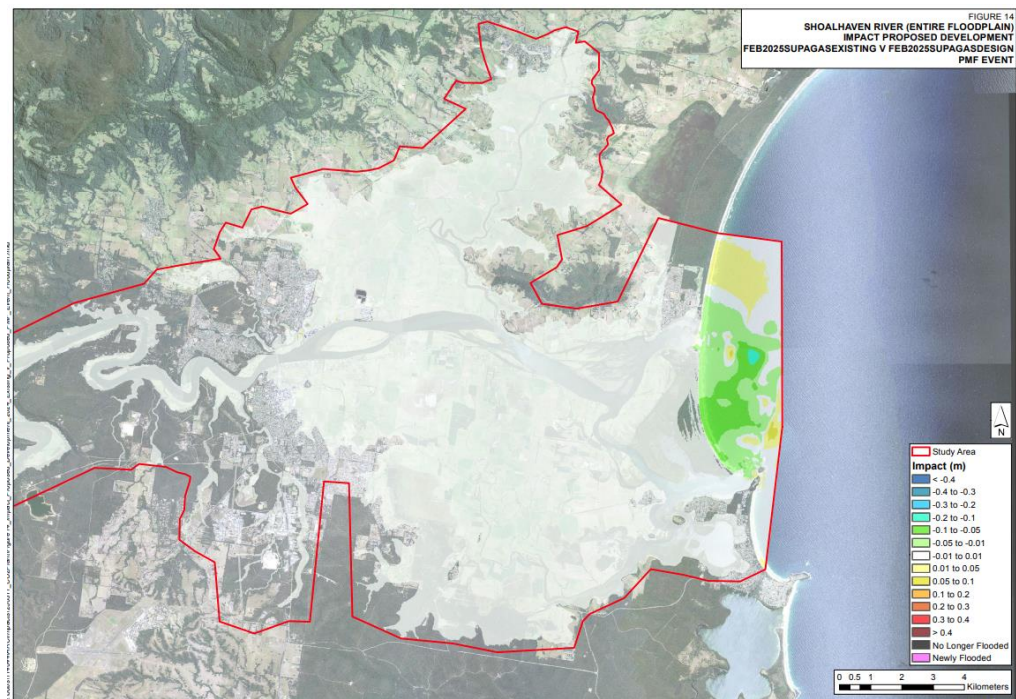 FIGURE 14
SHOALHAVEN RIVER (ENTIRE FLOODPLAIN)
IMPACT PROPOSED DEVELOPMENT
FEB2025SUPAGASEXISTING V FEB2025SUPAGASDESIGN
PMF EVENT
N
Study Area
Impact (m)
< -0.4
-0.4 to -0.3
-0.3 to -0.2
-0.2 to -0.1
-0.1 to -0.05
-0.05 to -0.01
-0.01 to 0.01
0.01 to 0.05
0.05 to 0.1
0.1 to 0.2
0.2 to 0.3
0.3 to 0.4
> 0.4
No Longer Flooded
Newly Flooded
0 0.5 1 2 3 4
Kilometers